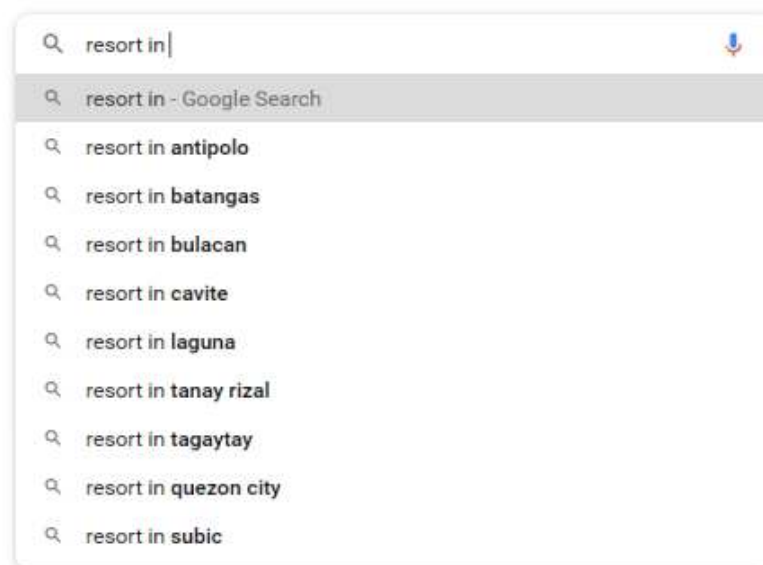 resort in
resort in - Google Search
resort in antipolo
resort in batangas
resort in bulacan
resort in cavite
resort in laguna
resort in tanay rizal
resort in tagaytay
resort in quezon city
resort in subic